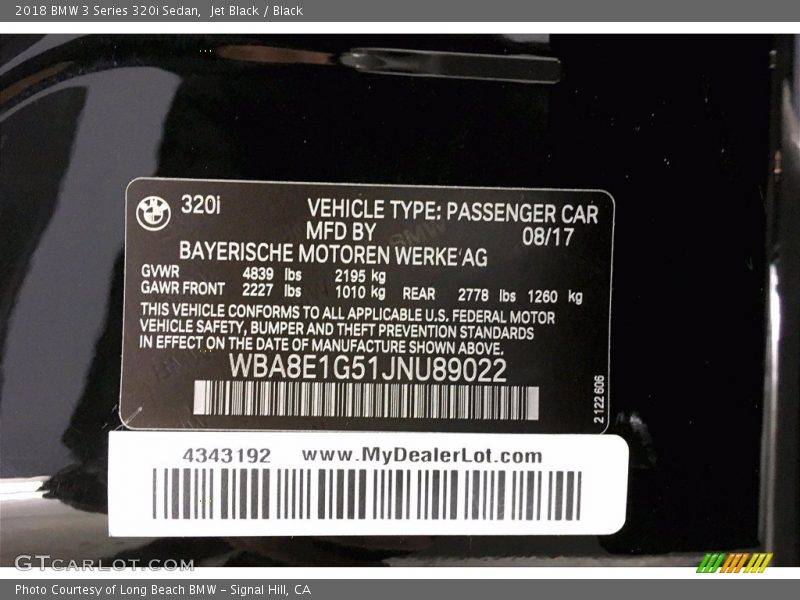 2018 BMW 3 Series 320i Sedan,  Jet Black / Black
320i
VEHICLE TYPE: PASSENGER CAR
MFD BY 08/17
BAYERISCHE MOTOREN WERKE AG
GVWR 4839 lbs 2195 kg
GAWR FRONT 2227 lbs 1010 kg REAR 2778 lbs 1260 kg
THIS VEHICLE CONFORMS TO ALL APPLICABLE U.S. FEDERAL MOTOR
VEHICLE SAFETY, BUMPER AND THEFT PREVENTION STANDARDS
IN EFFECT ON THE DATE OF MANUFACTURE SHOWN ABOVE.
WBA8E1G51JNU89022
2 122 606
4343192 www.MyDealerLot.com
GTcarlot.com
Photo Courtesy of Long Beach BMW - Signal Hill, CA